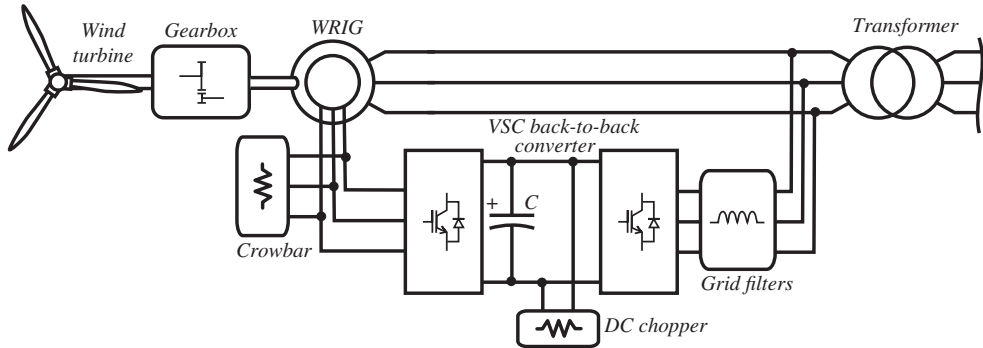 Wind
turbine
Gearbox
WRIG
Transformer
VSC back-to-back
converter
+ C
Crowbar
Grid filters
DC chopper